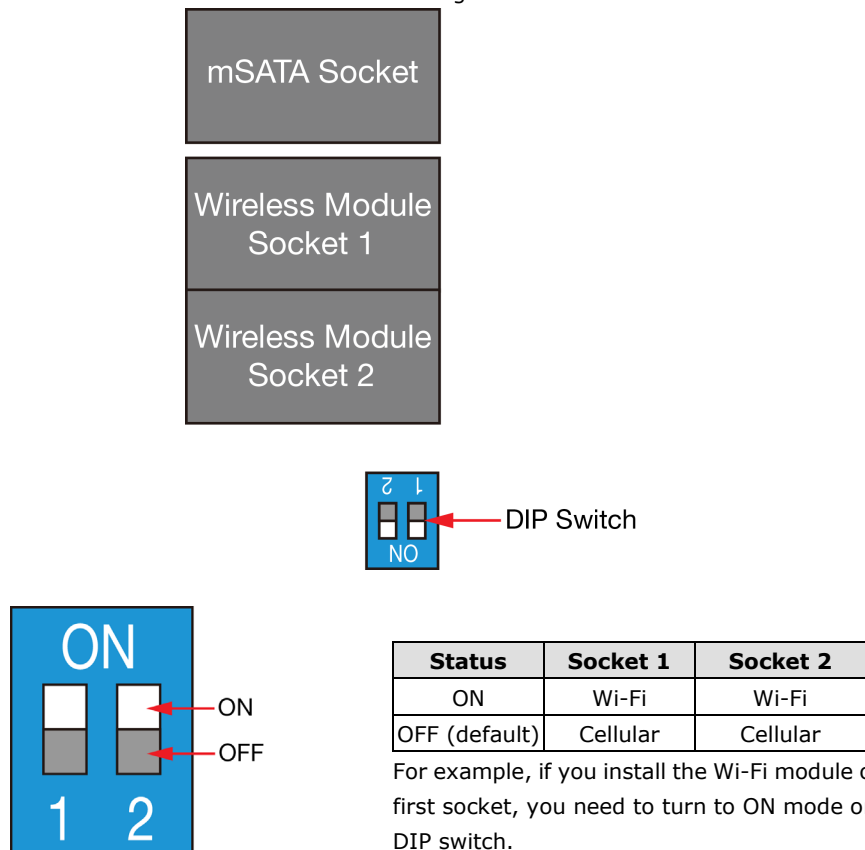 mSATA Socket
Wireless Module
Socket 1
Wireless Module
Socket 2
2 1
ON
DIP Switch
ON
ON
OFF
1 2
Status Socket 1 Socket 2
ON Wi-Fi Wi-Fi
OFF (default) Cellular Cellular
For example, if you install the Wi-Fi module
first socket, you need to turn to ON mode
DIP switch.